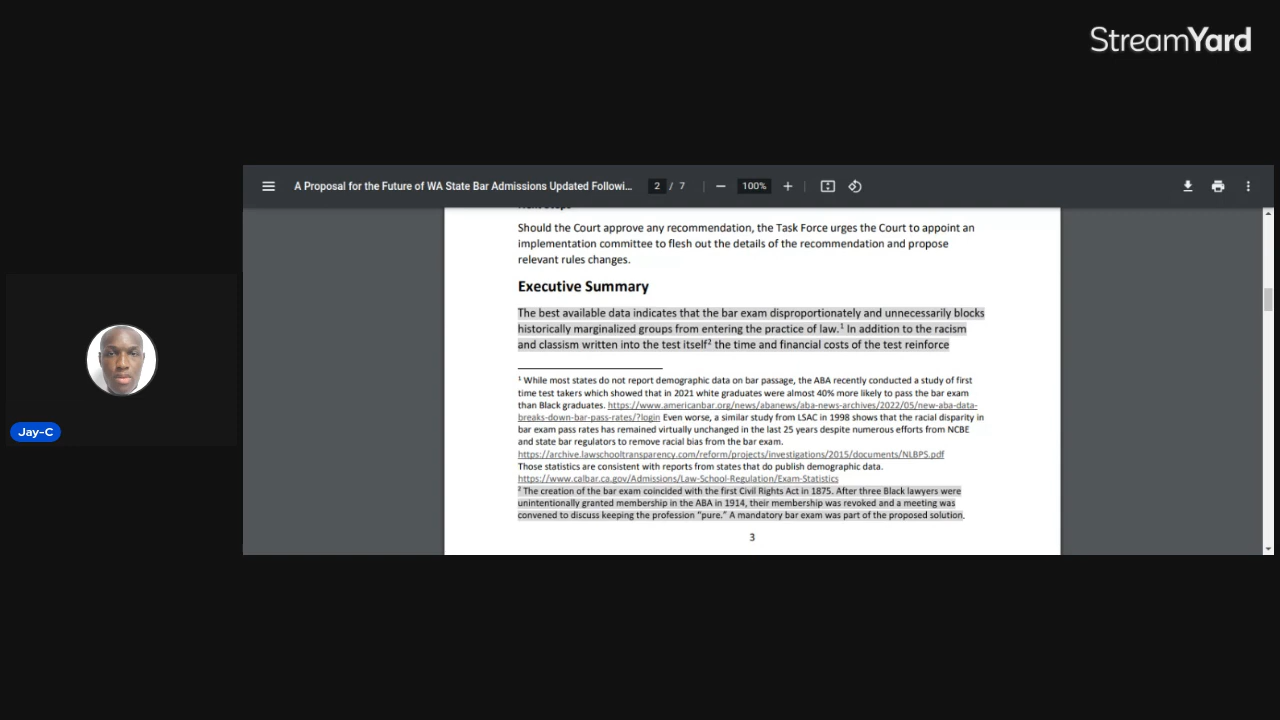 StreamYard
A Proposal for the Future of WA State Bar Admissions Updated Followi... 2 / 7 100%
Should the Court approve any recommendation, the Task Force urges the Court to appoint an
implementation committee to flesh out the details of the recommendation and propose
relevant rules changes.
Executive Summary
The best available data indicates that the bar exam disproportionately and unnecessarily blocks
historically marginalized groups from entering the practice of law.1 In addition to the racism
and classism written into the test itself2 the time and financial costs of the test reinforce
1 While most states do not report demographic data on bar passage, the ABA recently conducted a study of first
time test takers which showed that in 2021 white graduates were almost 40% more likely to pass the bar exam
than Black graduates. https://www.americanbar.org/news/abanews/aba-news-archives/2022/05/new-aba-data-
breaks-down-bar-pass-rates/?login Even worse, a similar study from LSAC in 1998 shows that the racial disparity in
bar exam pass rates has remained virtually unchanged in the last 25 years despite numerous efforts from NCBE
and state bar regulators to remove racial bias from the bar exam.
https://archive.lawschooltransparency.com/reform/projects/investigations/2015/documents/NLBPS.pdf
Those statistics are consistent with reports from states that do publish demographic data.
https://www.calbar.ca.gov/Admissions/Law-School-Regulation/Exam-Statistics
2 The creation of the bar exam coincided with the first Civil Rights Act in 1875. After three Black lawyers were
unintentionally granted membership in the ABA in 1914, their membership was revoked and a meeting was
convened to discuss keeping the profession "pure." A mandatory bar exam was part of the proposed solution.
3
Jay-C